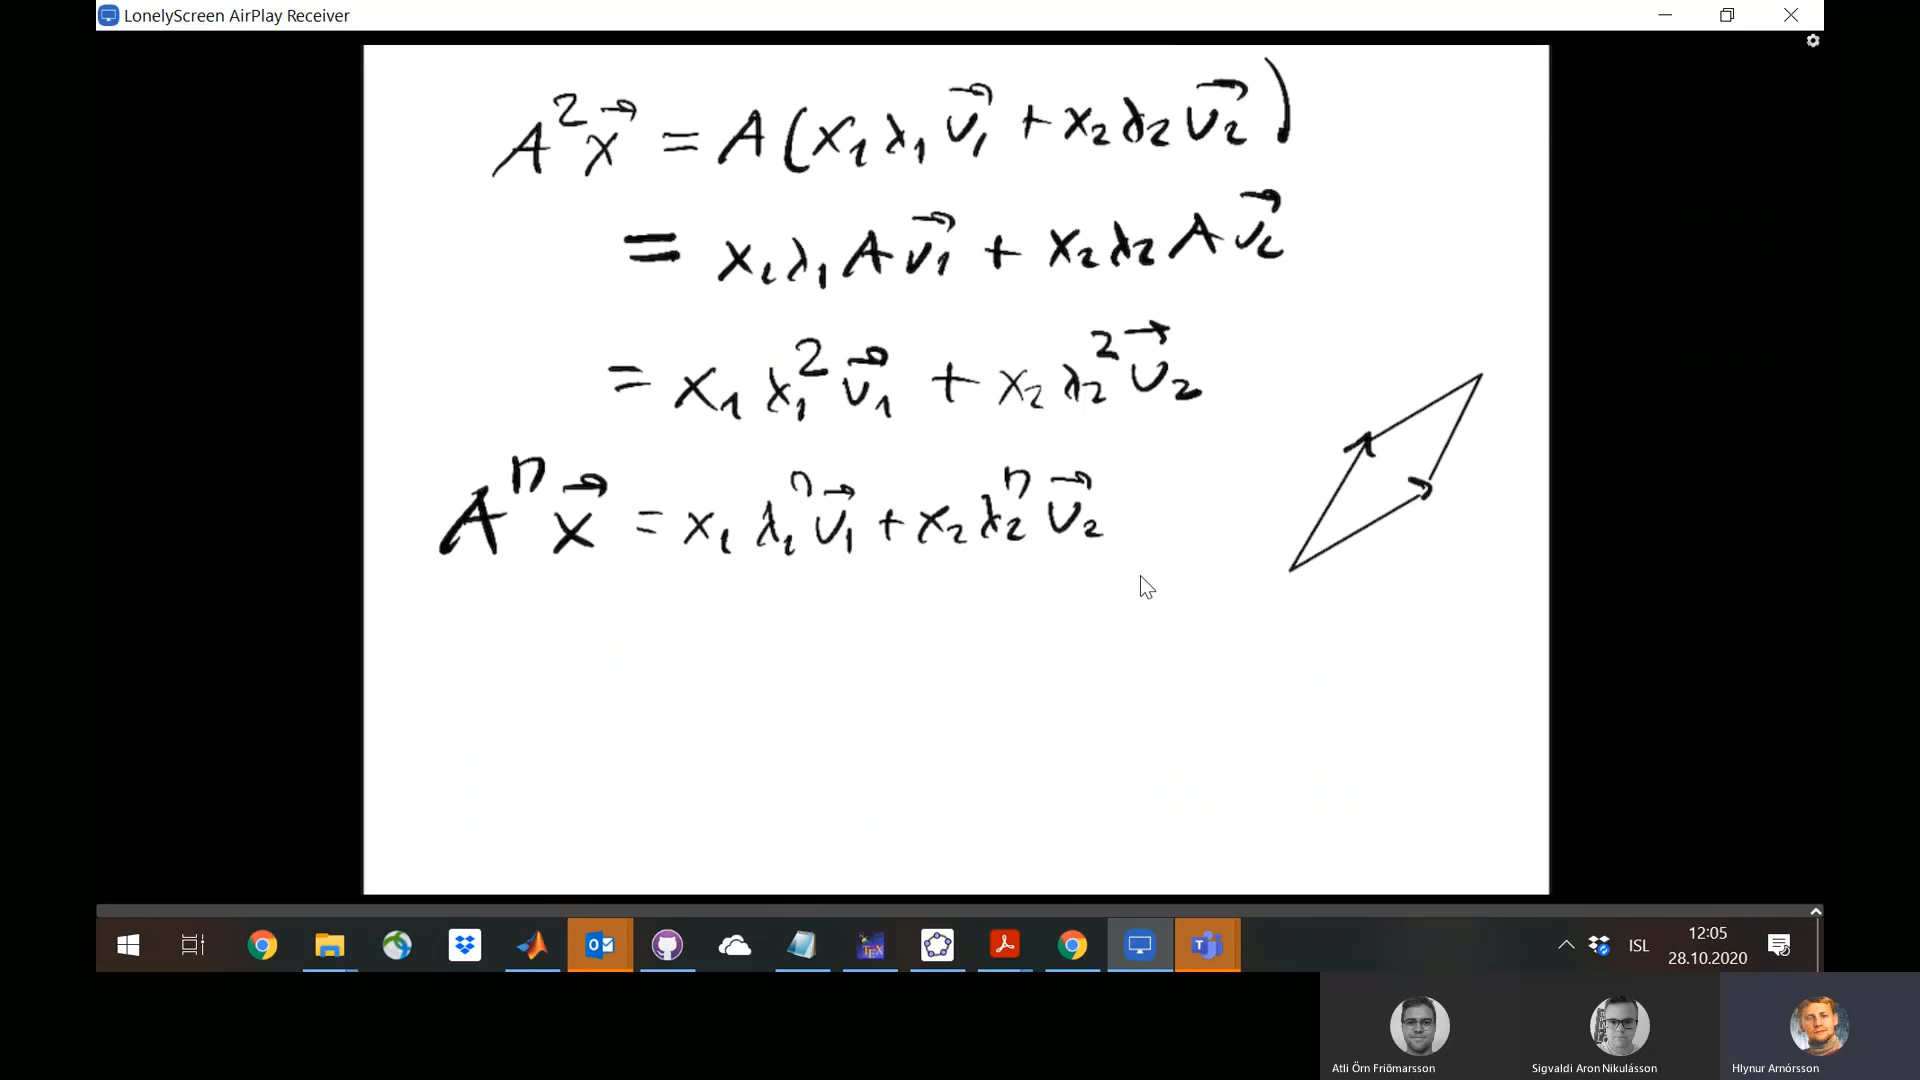 LonelyScreen AirPlay Receiver
A²x⃗ = A(x₁λ₁v⃗₁ + x₂λ₂v⃗₂)
= x₁λ₁Av⃗₁ + x₂λ₂Av⃗₂
= x₁λ₁²v⃗₁ + x₂λ₂²v⃗₂
Aⁿx⃗ = x₁λ₁ⁿv⃗₁ + x₂λ₂ⁿv⃗₂
ISL
12:05
28.10.2020
Atli Örn Friðmarsson
Sigvaldi Aron Nikulásson
Hlynur Arnórsson